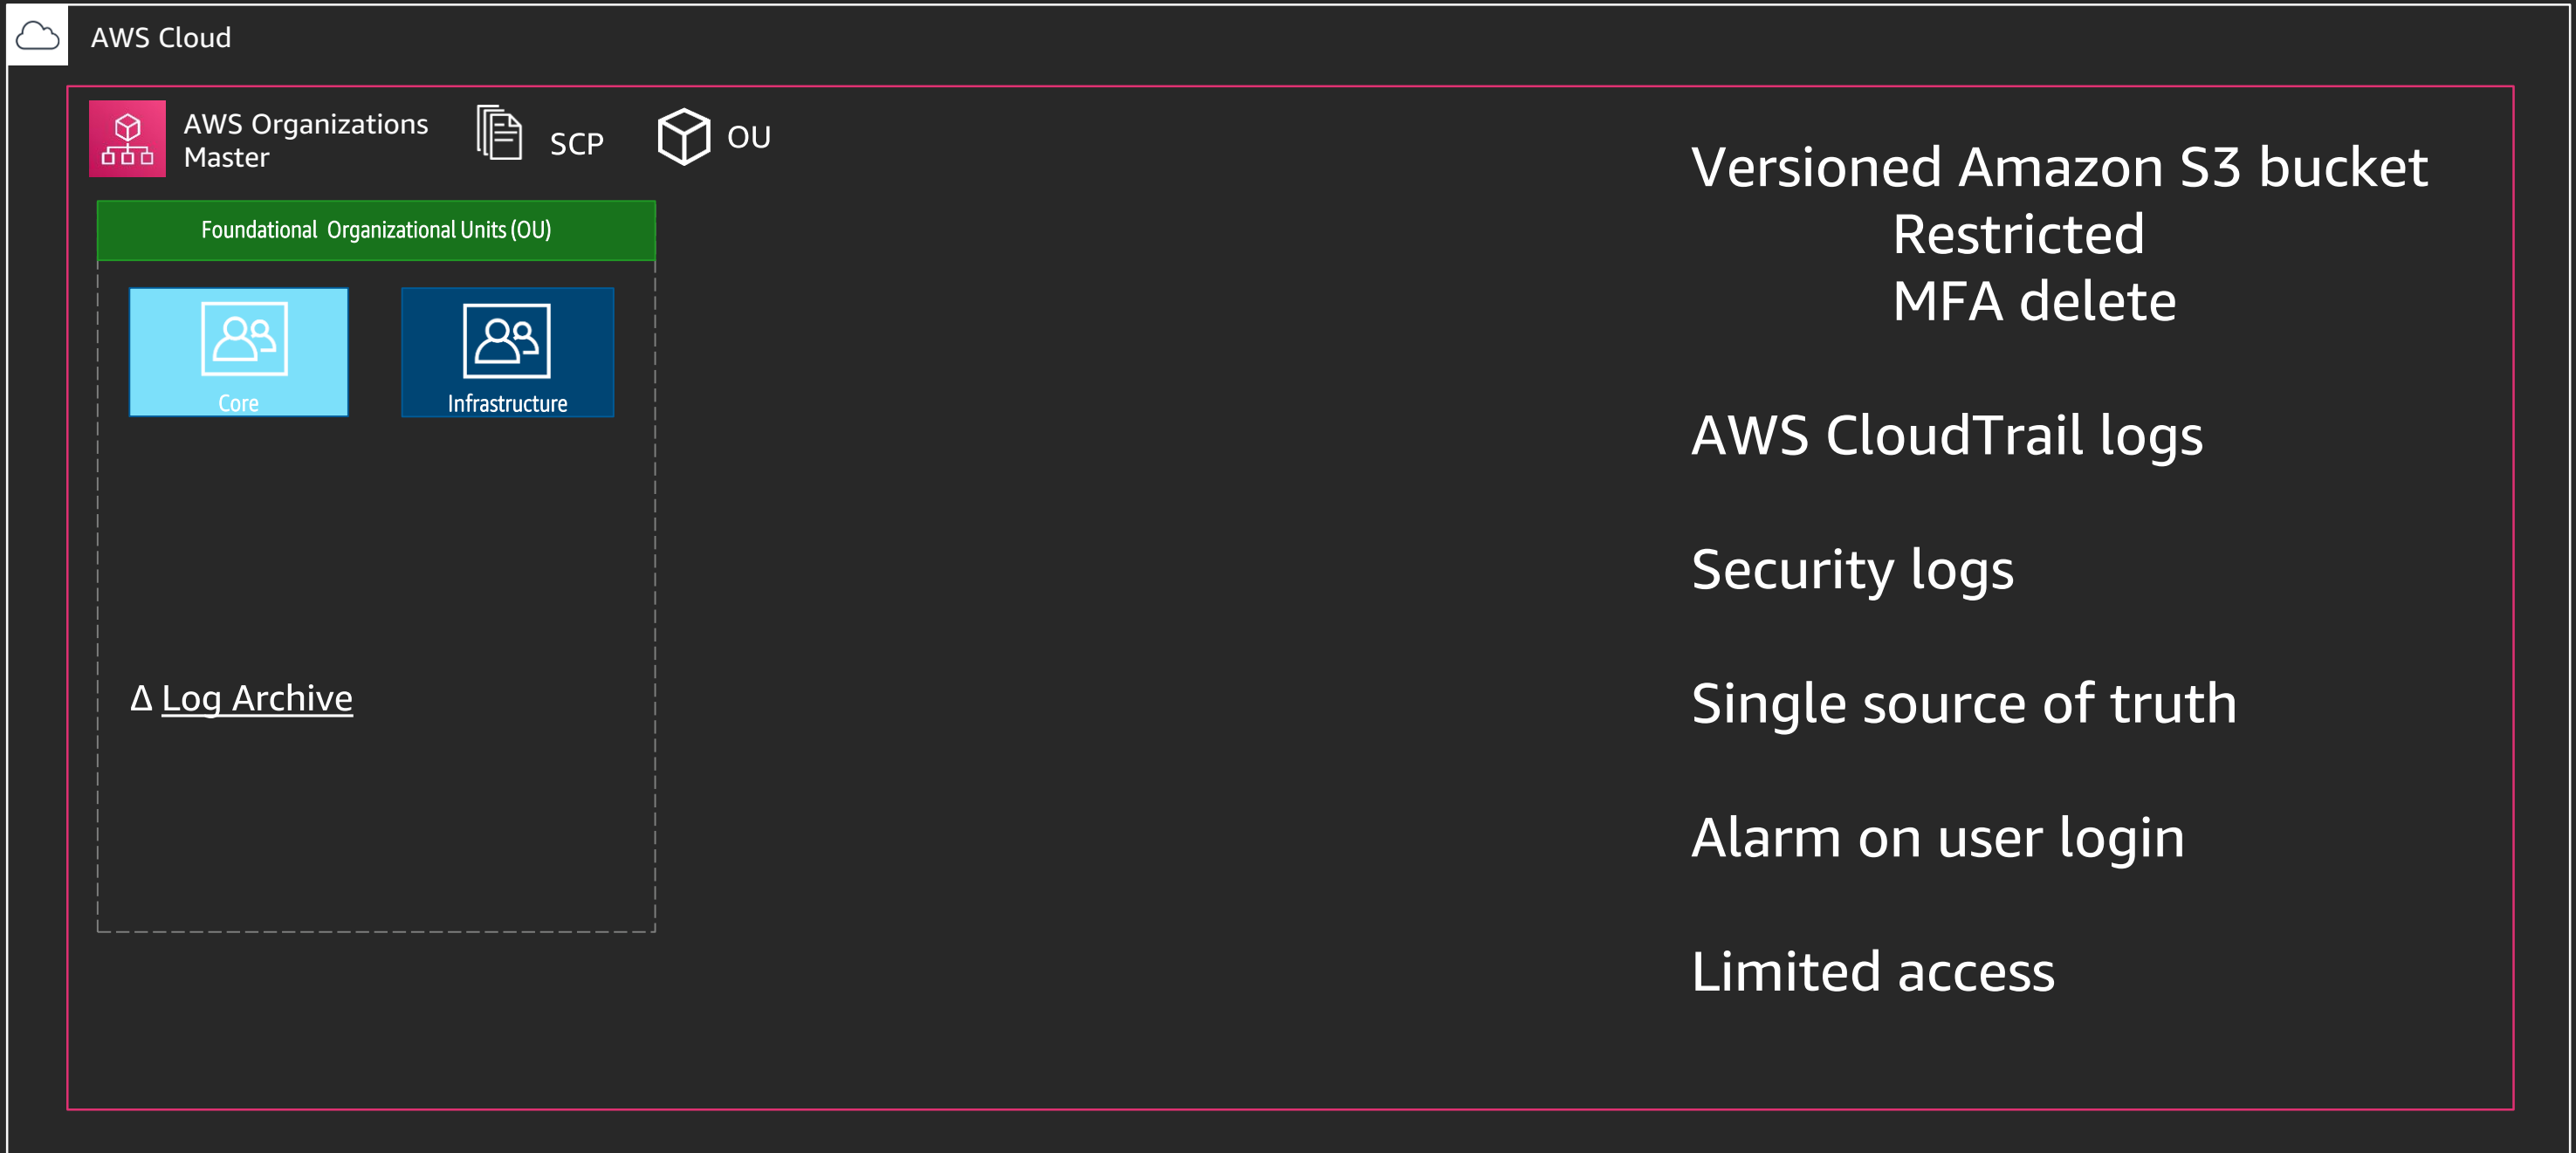 AWS Cloud
AWS Organizations
Master
SCP
OU
Foundational Organizational Units (OU)
Core
Infrastructure
Δ Log Archive
Versioned Amazon S3 bucket
Restricted
MFA delete
AWS CloudTrail logs
Security logs
Single source of truth
Alarm on user login
Limited access